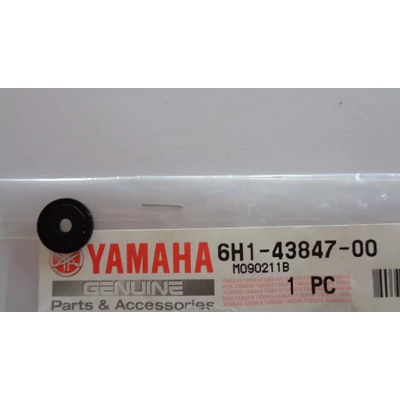 YAMAHA 6H1-43847-00
M090211B
GENUINE 1 PC
Parts & Accessories